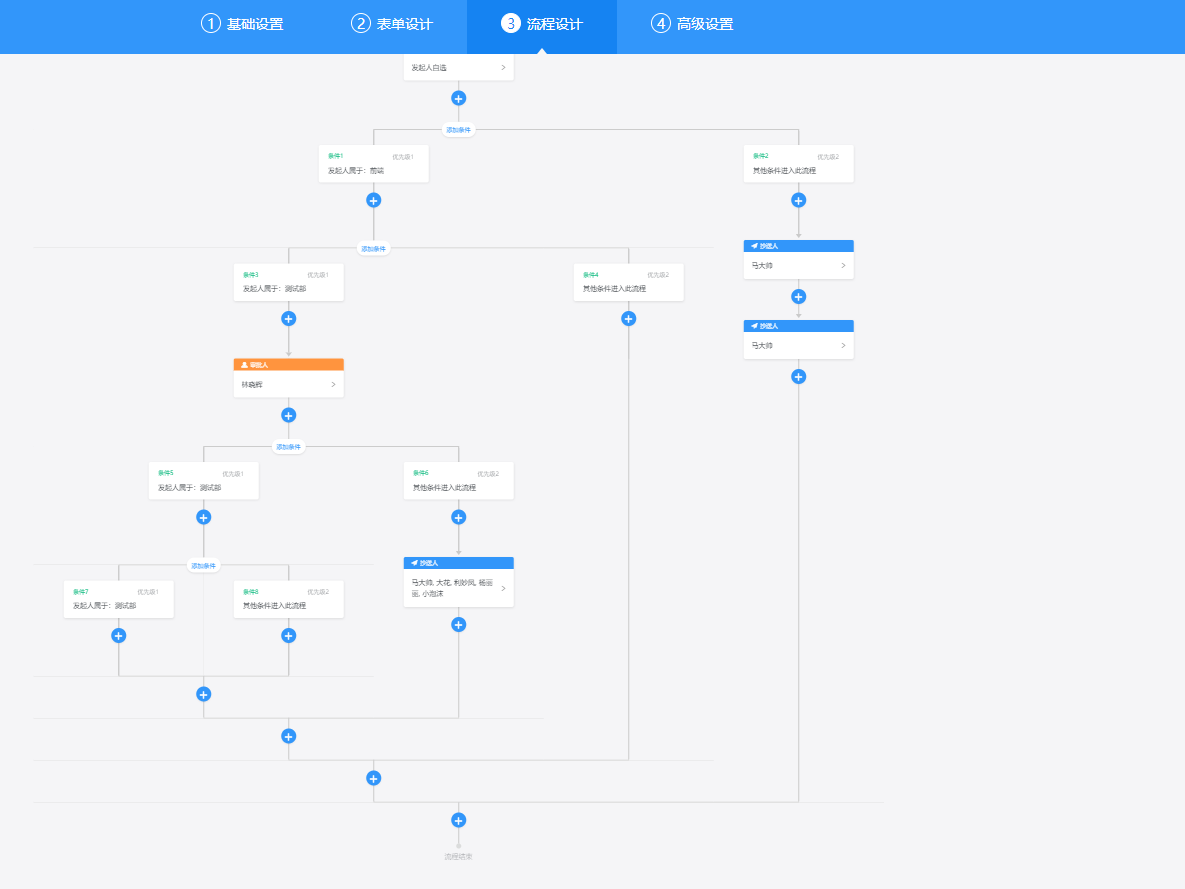 1 基础设置
2 表单设计
3 流程设计
4 高级设置
发起人自选
添加条件
条件1 优先级1
发起人属于：前端
条件2 优先级2
其他条件进入此流程
添加条件
抄送人
马大帅
条件3 优先级1
发起人属于：测试部
条件4 优先级2
其他条件进入此流程
抄送人
马大帅
审批人
林晓辉
添加条件
条件5 优先级1
发起人属于：测试部
条件6 优先级2
其他条件进入此流程
添加条件
抄送人
马大帅, 大花, 利妙凤, 杨丽
丽, 小泡沫
条件7 优先级1
发起人属于：测试部
条件8 优先级2
其他条件进入此流程
流程结束